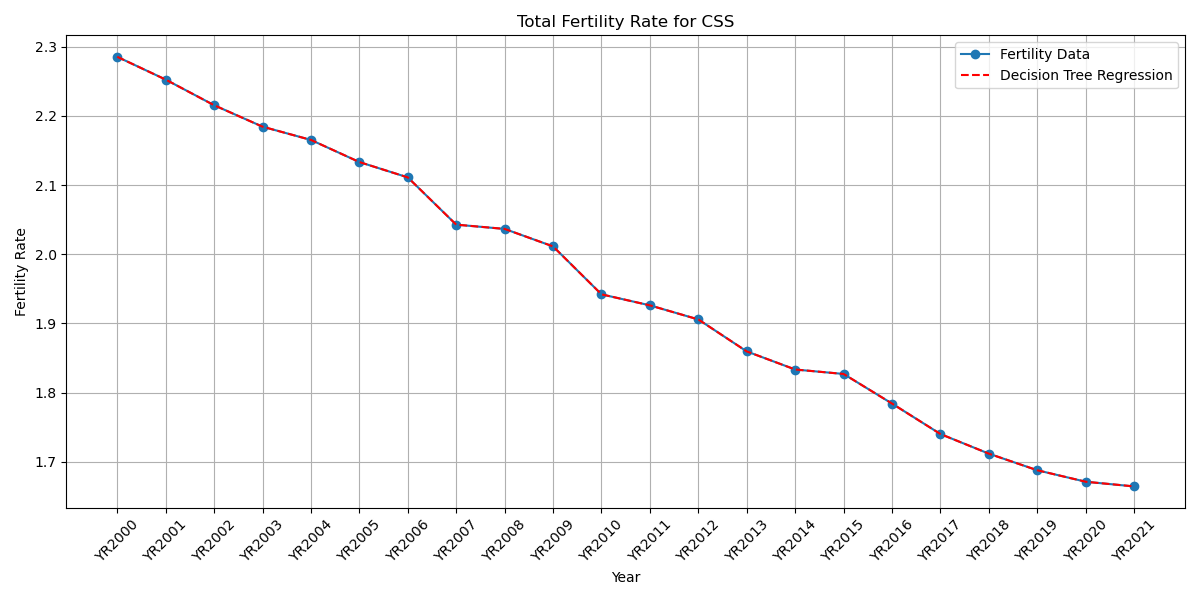 Total Fertility Rate for CSS
Fertility Data
Decision Tree Regression
Fertility Rate
2.3
2.2
2.1
2.0
1.9
1.8
1.7
YR2000
YR2001
YR2002
YR2003
YR2004
YR2005
YR2006
YR2007
YR2008
YR2009
YR2010
YR2011
YR2012
YR2013
YR2014
YR2015
YR2016
YR2017
YR2018
YR2019
YR2020
YR2021
Year